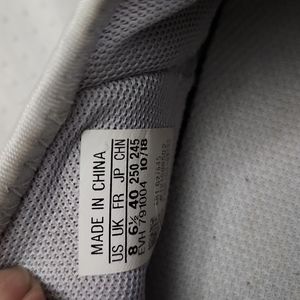 MADE IN CHINA
US UK FR JP CHN
8 6½ 40 250 245
EVH 791004 10/18